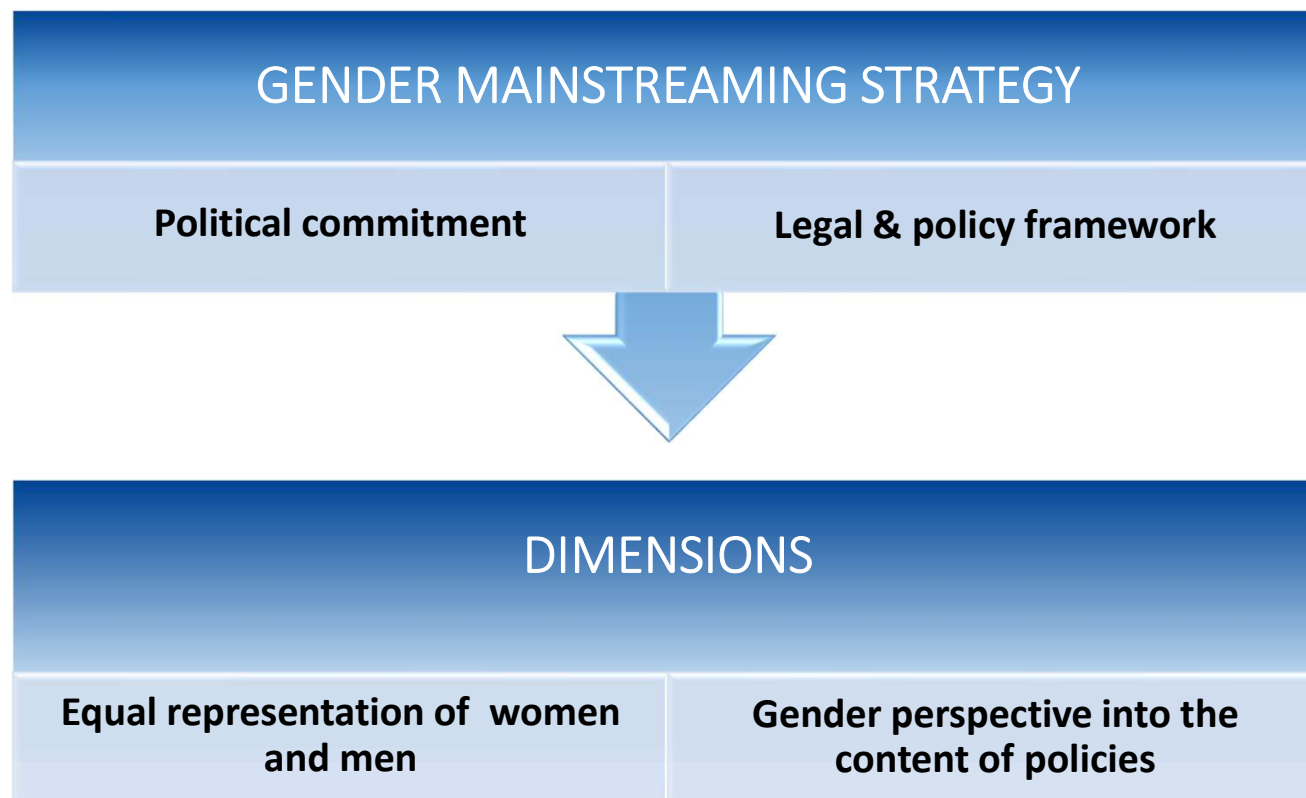 GENDER MAINSTREAMING STRATEGY
Political commitment
Legal & policy framework
DIMENSIONS
Equal representation of women
and men
Gender perspective into the
content of policies